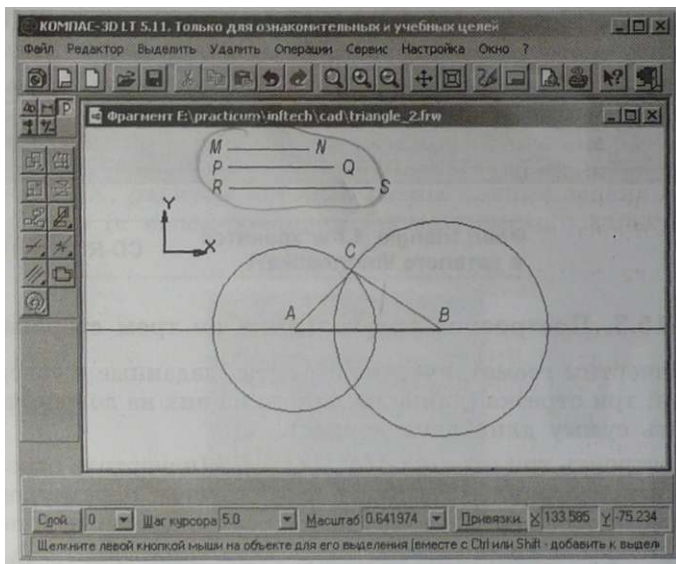 КОМПАС-3D LT 5.11. Только для ознакомительных и учебных целей
Файл Редактор Выделить Удалить Операции Сервис Настройка Окно ?
Фрагмент E:\practicum\inftech\cad\triangle_2.frw
M N
P Q
R S
Y
X
C
A B
Слой... 0 Шаг курсора 5.0 Масштаб 0.641974 Привязки.. X 133.585 Y -75.234
Щелкните левой кнопкой мыши на объекте для его выделения (вместе с Ctrl или Shift - добавить к выдел